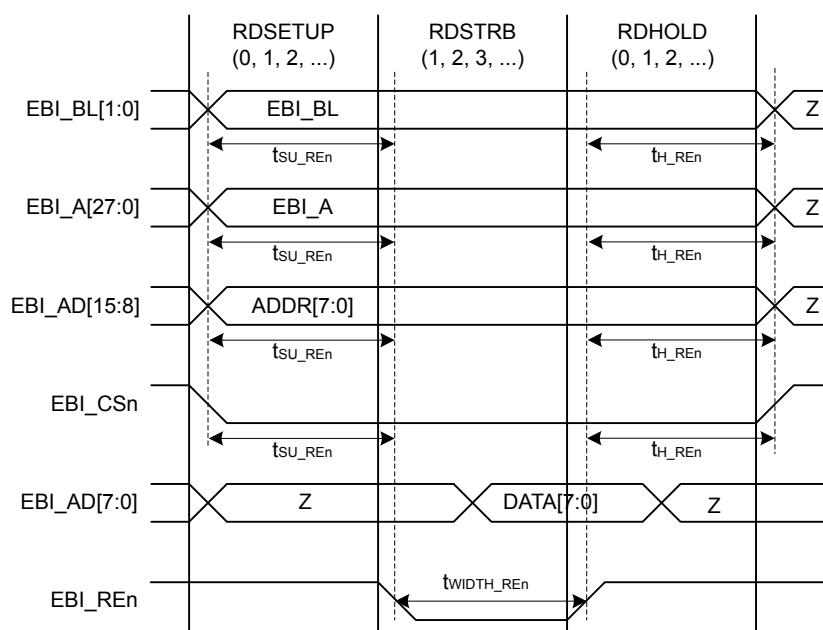 RDSETUP RDSTRB RDHOLD
(0, 1, 2, ...) (1, 2, 3, ...) (0, 1, 2, ...)
EBI_BL[1:0] EBI_BL Z
tSU_REn tH_REn
EBI_A[27:0] EBI_A Z
tSU_REn tH_REn
EBI_AD[15:8] ADDR[7:0] Z
tSU_REn tH_REn
EBI_CSn
tSU_REn tH_REn
EBI_AD[7:0] Z DATA[7:0] Z
tWIDTH_REn
EBI_REn